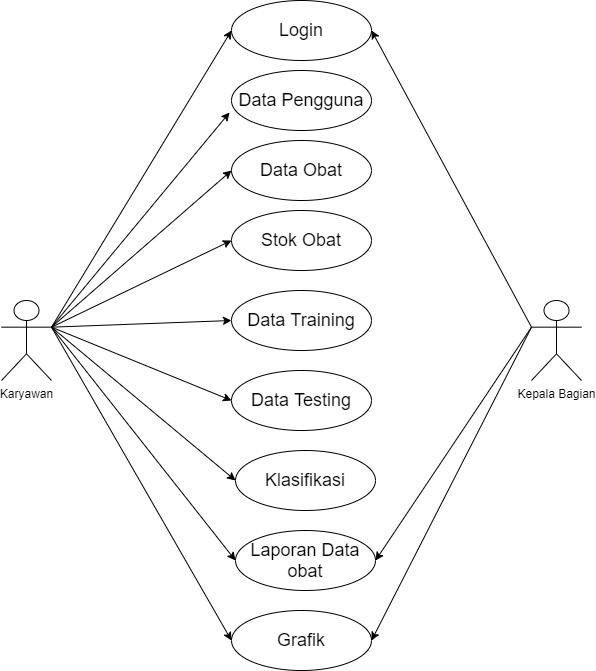 Login
Data Pengguna
Data Obat
Stok Obat
Data Training
Karyawan
Kepala Bagian
Data Testing
Klasifikasi
Laporan Data
obat
Grafik